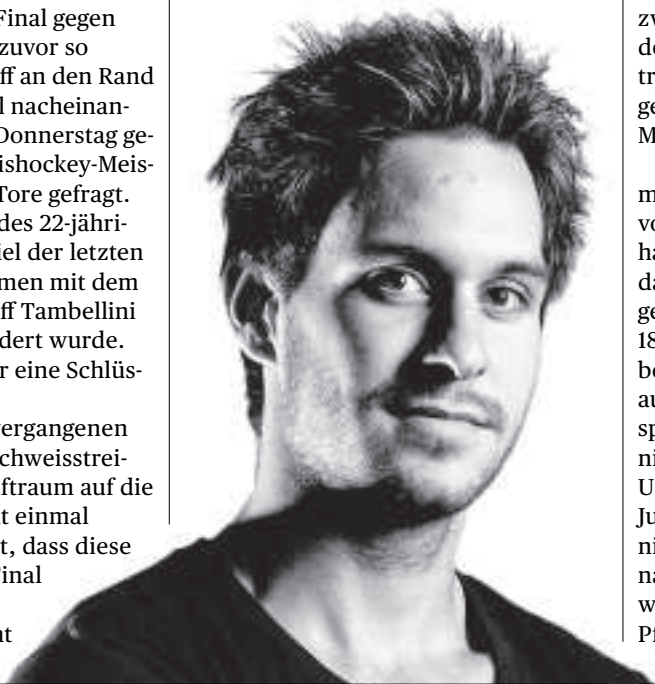 Final gegen
zuvor so
ff an den Rand
l nacheinan-
Donnerstag ge-
ishockey-Meis-
Tore gefragt.
des 22-jähri-
iel der letzten
men mit dem
ff Tambellini
dert wurde.
r eine Schlüs-
vergangenen
chweisstrei-
ftraum auf die
t einmal
t, dass diese
Final
nt
zw
de
tr
ge
M
m
vo
ha
da
ge
18
be
au
sp
ni
U
Ju
ni
na
w
Pf